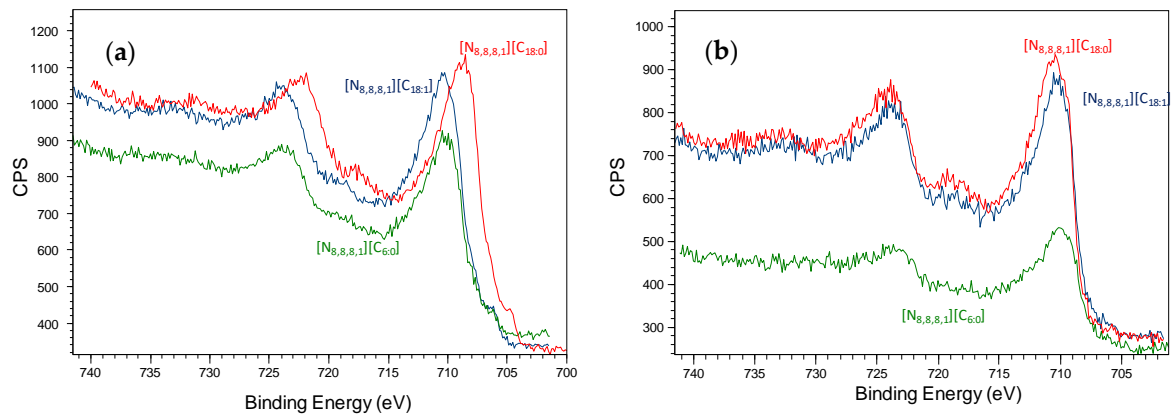 (a)
[N8,8,8,1][C18:0]
[N8,8,8,1][C18:1]
[N8,8,8,1][C6:0]
CPS
1200
1100
1000
900
800
700
600
500
400
740 735 730 725 720 715 710 705 700
Binding Energy (eV)
(b)
[N8,8,8,1][C18:0]
[N8,8,8,1][C18:1]
[N8,8,8,1][C6:0]
CPS
1000
900
800
700
600
500
400
300
740 735 730 725 720 715 710 705
Binding Energy (eV)